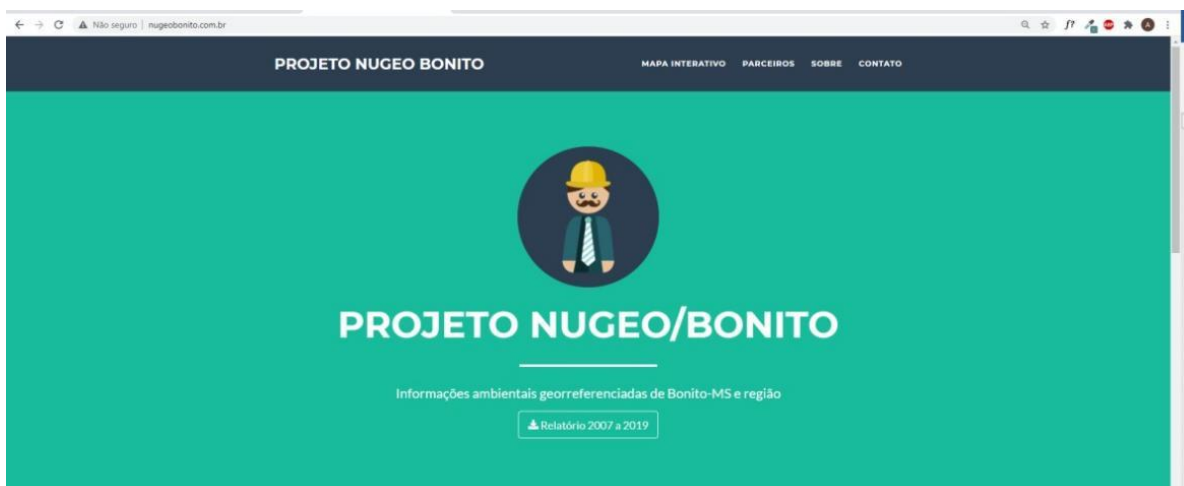 Não seguro | nugeobonito.com.br
PROJETO NUGEO BONITO MAPA INTERATIVO PARCEIROS SOBRE CONTATO
PROJETO NUGEO/BONITO
Informações ambientais georreferenciadas de Bonito-MS e região
Relatório 2007 a 2019